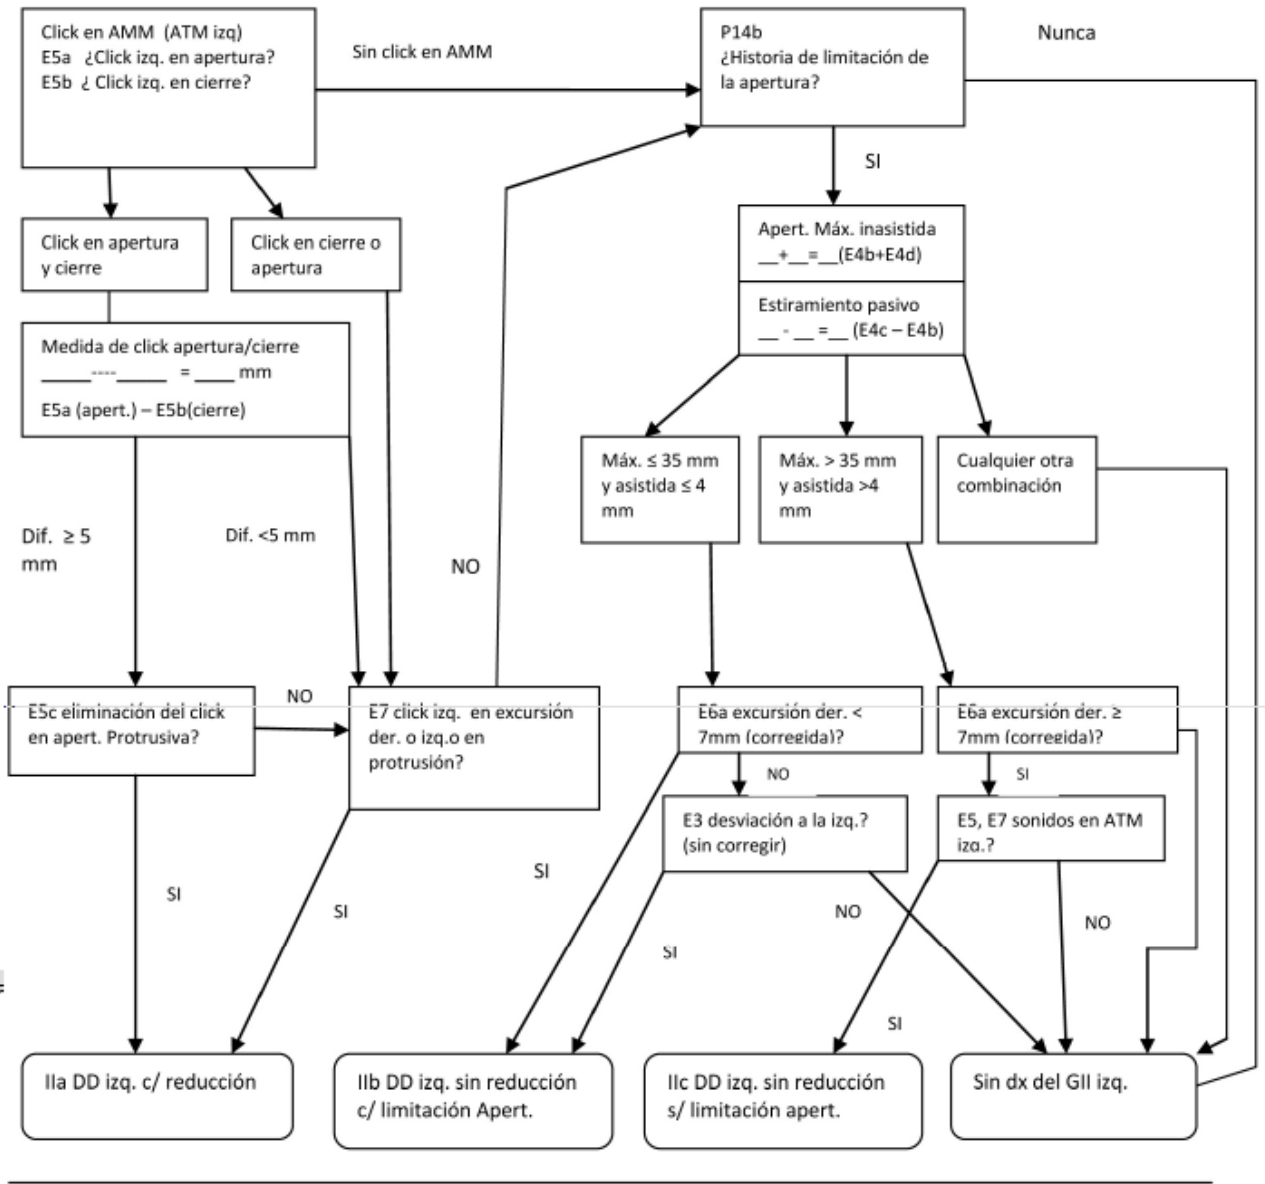 Click en AMM (ATM izq)
E5a ¿Click izq. en apertura?
E5b ¿ Click izq. en cierre?
Sin click en AMM
P14b
¿Historia de limitación de
la apertura?
Nunca
SI
Click en apertura
y cierre
Click en cierre o
apertura
Apert. Máx. inasistida
__+__=__(E4b+E4d)
Estiramiento pasivo
__ - __ =__ (E4c – E4b)
Medida de click apertura/cierre
_____----_____ = ____ mm
E5a (apert.) – E5b(cierre)
Máx. ≤ 35 mm
y asistida ≤ 4
mm
Máx. > 35 mm
y asistida >4
mm
Cualquier otra
combinación
Dif. ≥ 5
mm
Dif. <5 mm
NO
E5c eliminación del click
en apert. Protrusiva?
NO
E7 click izq. en excursión
der. o izq.o en
protrusión?
E6a excursión der. <
7mm (corregida)?
E6a excursión der. ≥
7mm (corregida)?
NO
SI
E3 desviación a la izq.?
(sin corregir)
E5, E7 sonidos en ATM
izq.?
SI
SI
SI
NO
NO
SI
SI
IIa DD izq. c/ reducción
IIb DD izq. sin reducción
c/ limitación Apert.
IIc DD izq. sin reducción
s/ limitación apert.
Sin dx del GII izq.